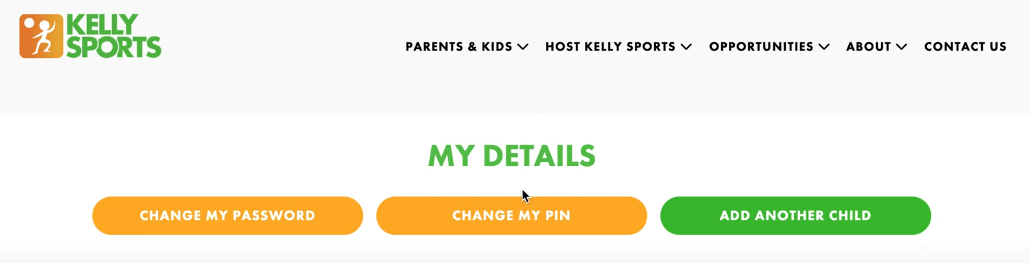 KELLY
SPORTS
PARENTS & KIDS HOST KELLY SPORTS OPPORTUNITIES ABOUT CONTACT US
MY DETAILS
CHANGE MY PASSWORD CHANGE MY PIN ADD ANOTHER CHILD